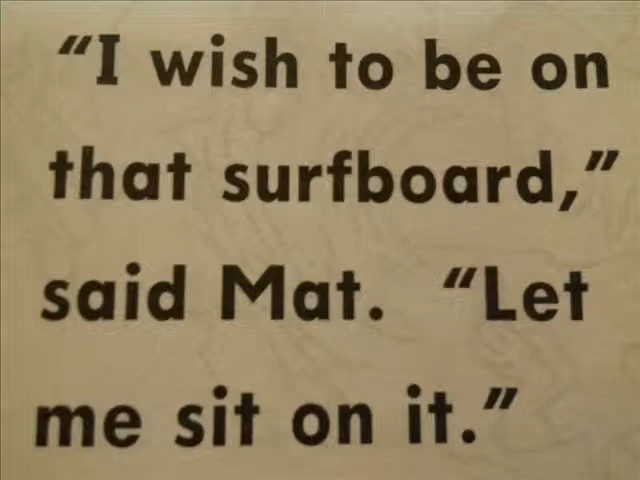 “I wish to be on
that surfboard,”
said Mat. “Let
me sit on it.”